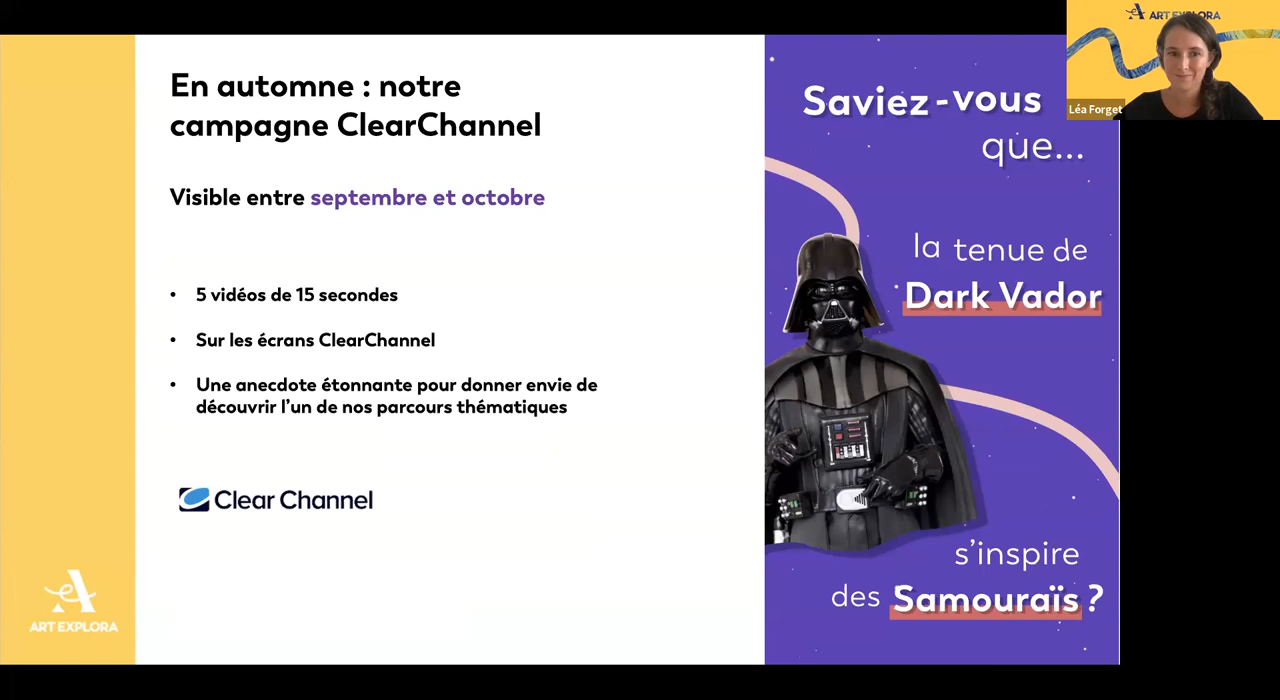 En automne : notre
campagne ClearChannel
Visible entre septembre et octobre
• 5 vidéos de 15 secondes
• Sur les écrans ClearChannel
• Une anecdote étonnante pour donner envie de
découvrir l’un de nos parcours thématiques
Clear Channel
ART EXPLORA
Saviez-vous
que...
la tenue de
Dark Vador
s’inspire
des Samouraïs ?
ART EXPLORA
Léa Forget